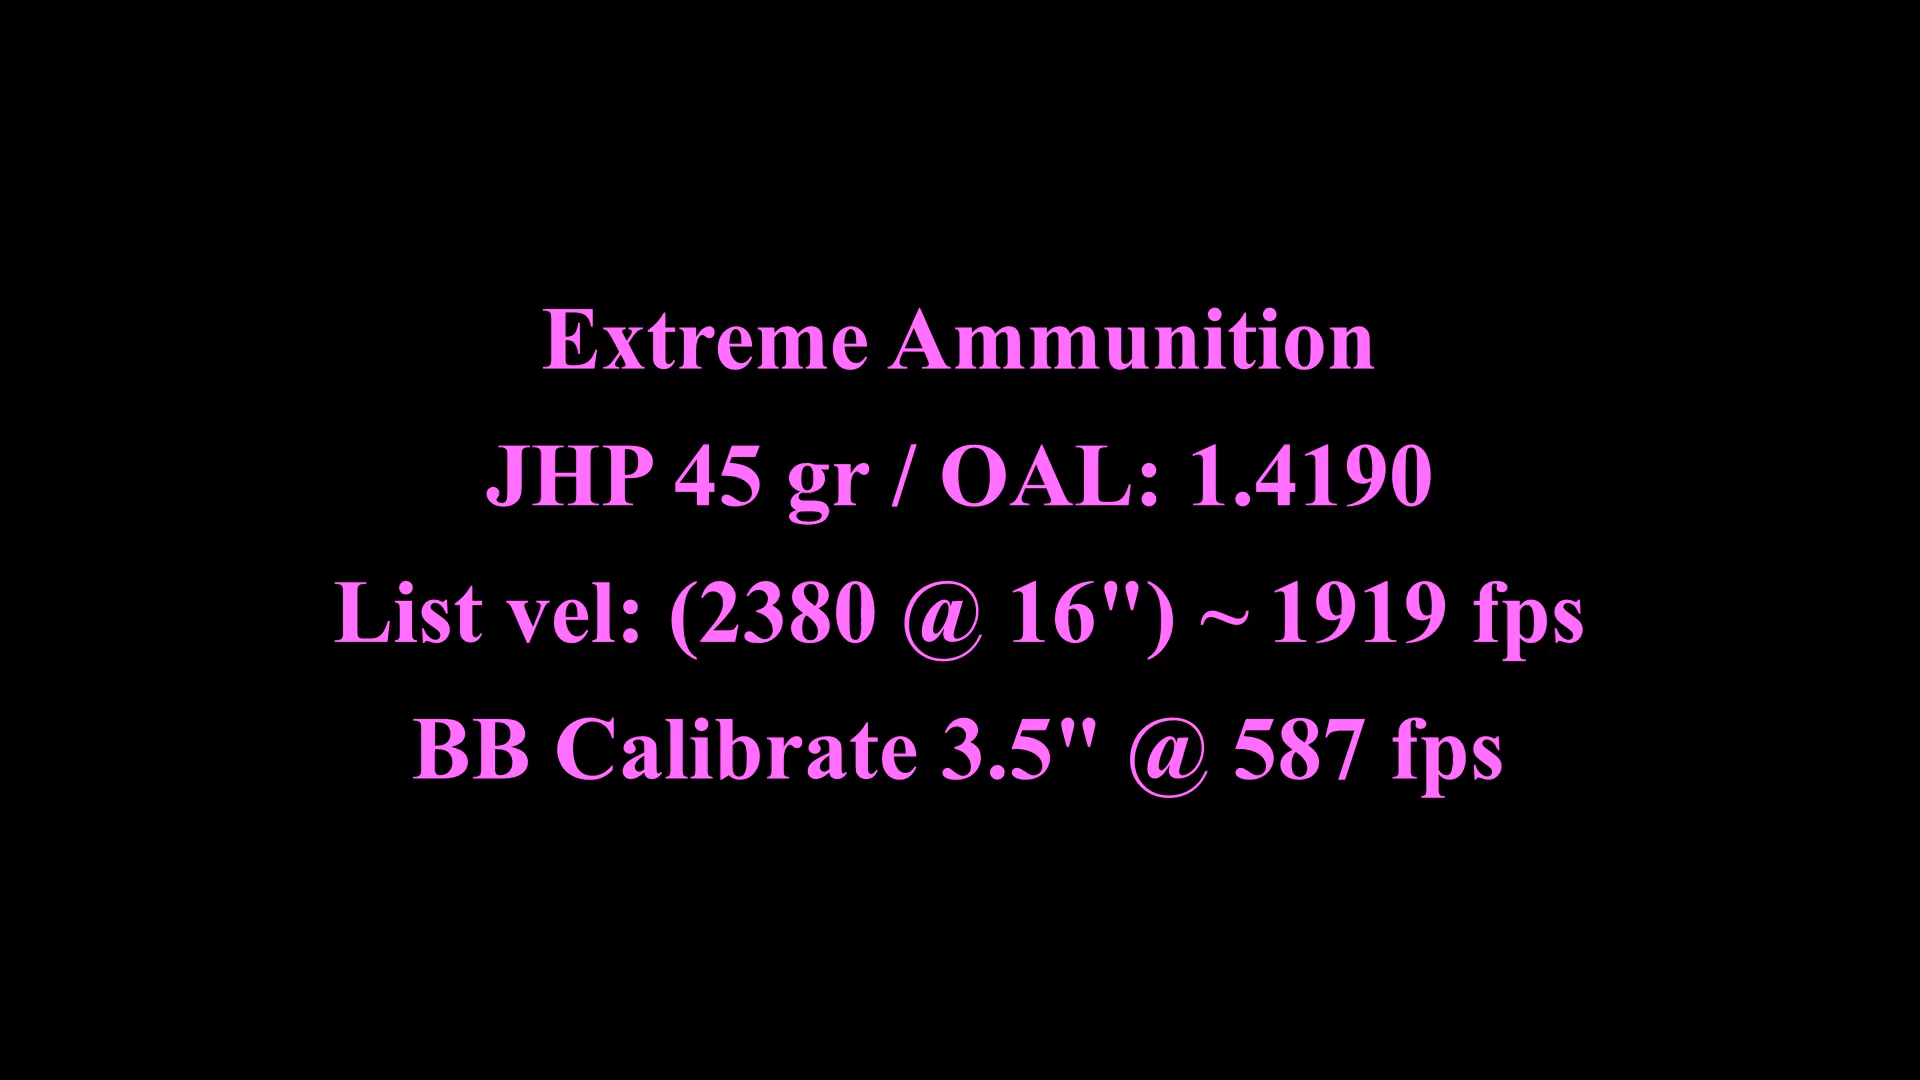 Extreme Ammunition
JHP 45 gr / OAL: 1.4190
List vel: (2380 @ 16") ~ 1919 fps
BB Calibrate 3.5" @ 587 fps